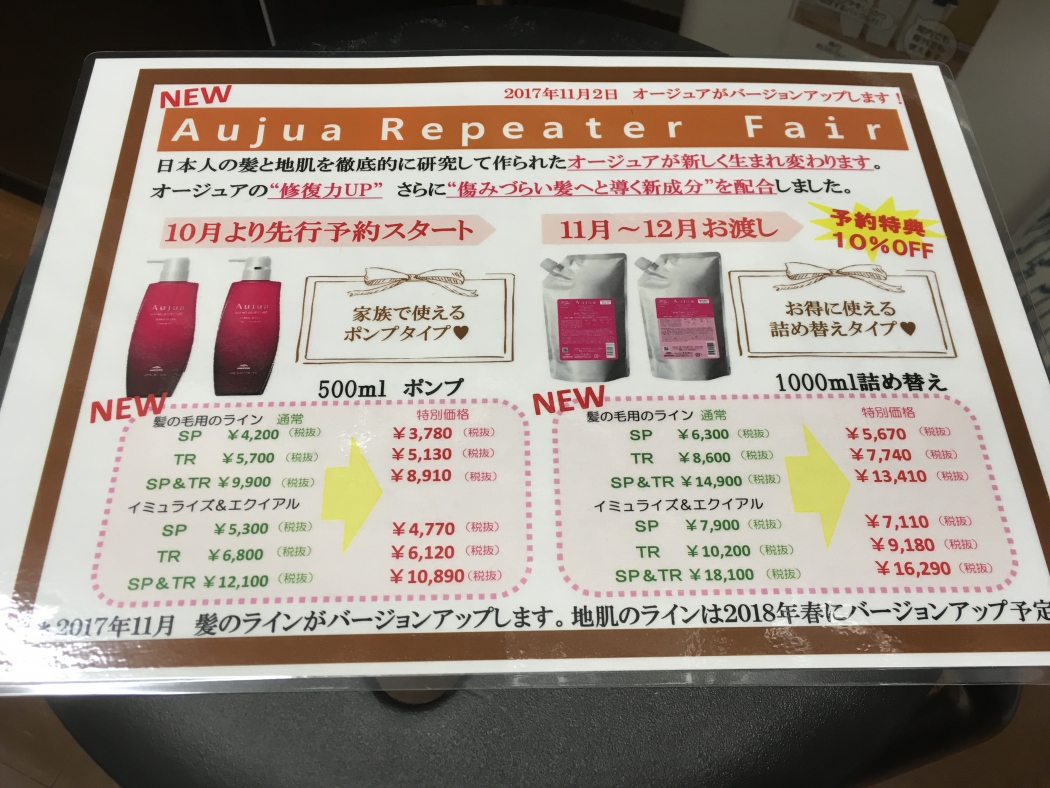 NEW
2017年11月2日 オージュアがバージョンアップします！
Aujua Repeater Fair
日本人の髪と地肌を徹底的に研究して作られたオージュアが新しく生まれ変わります。
オージュアの“修復力UP” さらに“傷みづらい髪へと導く新成分”を配合しました。
10月より先行予約スタート
11月～12月お渡し
予約特典
10%OFF
Aujua
Aujua
家族で使える
ポンプタイプ♥
500ml ポンプ
お得に使える
詰め替えタイプ♥
1000ml詰め替え
NEW
髪の毛用のライン 通常 特別価格
SP ￥4,200（税抜） ￥3,780（税抜）
TR ￥5,700（税抜） ￥5,130（税抜）
SP＆TR ￥9,900（税抜） ￥8,910（税抜）
イミュライズ&エクイアル
SP ￥5,300（税抜） ￥4,770（税抜）
TR ￥6,800（税抜） ￥6,120（税抜）
SP＆TR ￥12,100（税抜） ￥10,890（税抜）
NEW
髪の毛用のライン 通常 特別価格
SP ￥6,300（税抜） ￥5,670（税抜）
TR ￥8,600（税抜） ￥7,740（税抜）
SP＆TR ￥14,900（税抜） ￥13,410（税抜）
イミュライズ&エクイアル
SP ￥7,900（税抜） ￥7,110（税抜）
TR ￥10,200（税抜） ￥9,180（税抜）
SP＆TR ￥18,100（税抜） ￥16,290（税抜）
*2017年11月 髪のラインがバージョンアップします。地肌のラインは2018年春にバージョンアップ予定